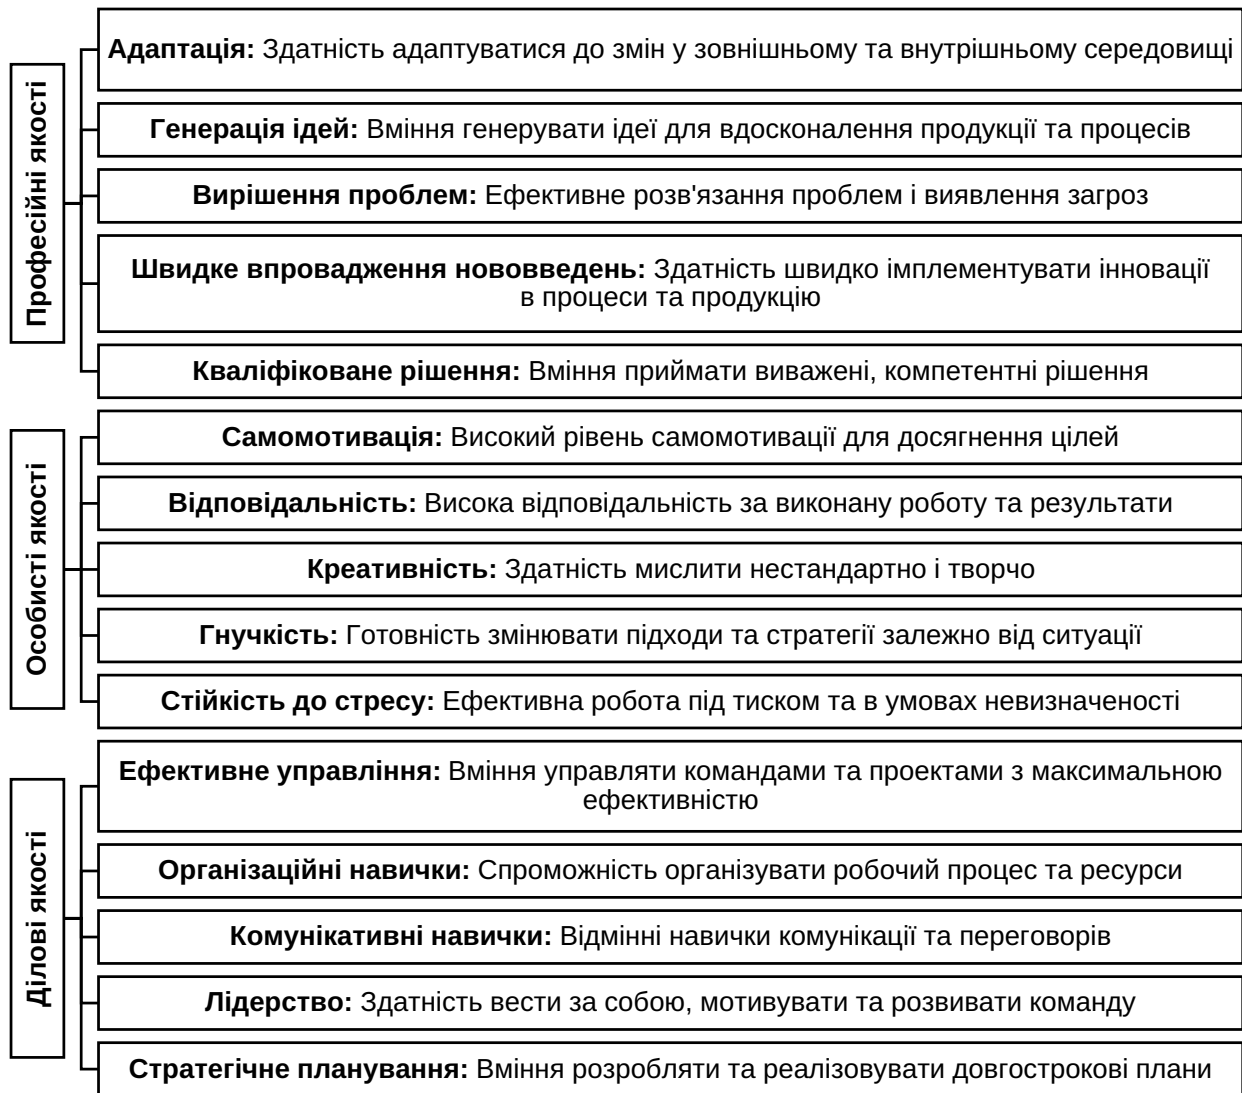 Професійні якості
Адаптація: Здатність адаптуватися до змін у зовнішньому та внутрішньому середовищі
Генерація ідей: Вміння генерувати ідеї для вдосконалення продукції та процесів
Вирішення проблем: Ефективне розв'язання проблем і виявлення загроз
Швидке впровадження нововведень: Здатність швидко імплементувати інновації
в процеси та продукцію
Кваліфіковане рішення: Вміння приймати виважені, компетентні рішення
Особисті якості
Самомотивація: Високий рівень самомотивації для досягнення цілей
Відповідальність: Висока відповідальність за виконану роботу та результати
Креативність: Здатність мислити нестандартно і творчо
Гнучкість: Готовність змінювати підходи та стратегії залежно від ситуації
Стійкість до стресу: Ефективна робота під тиском та в умовах невизначеності
Ділові якості
Ефективне управління: Вміння управляти командами та проектами з максимальною
ефективністю
Організаційні навички: Спроможність організувати робочий процес та ресурси
Комунікативні навички: Відмінні навички комунікації та переговорів
Лідерство: Здатність вести за собою, мотивувати та розвивати команду
Стратегічне планування: Вміння розробляти та реалізовувати довгострокові плани